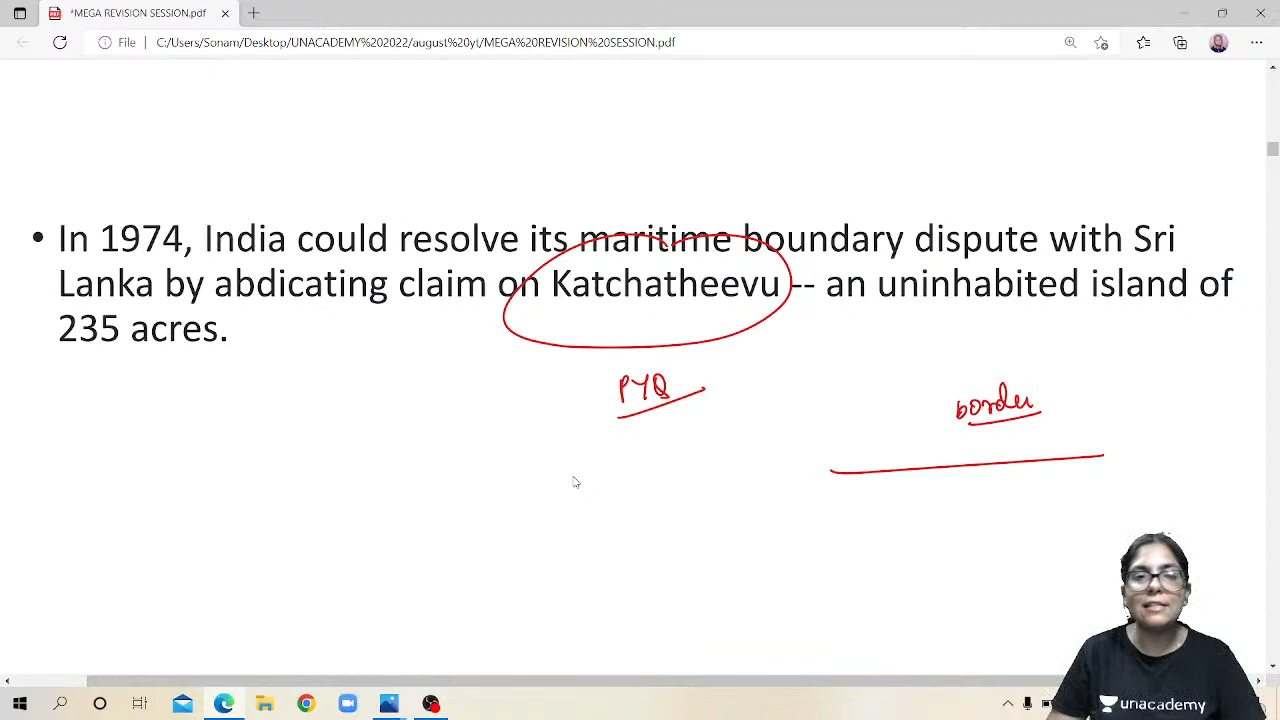 *MEGA REVISION SESSION.pdf
File C:/Users/Sonam/Desktop/UNACADEMY%202022/august%20yt/MEGA%20REVISION%20SESSION.pdf
• In 1974, India could resolve its maritime boundary dispute with Sri
Lanka by abdicating claim on Katchatheevu -- an uninhabited island of
235 acres.
PYQ
border
unacademy